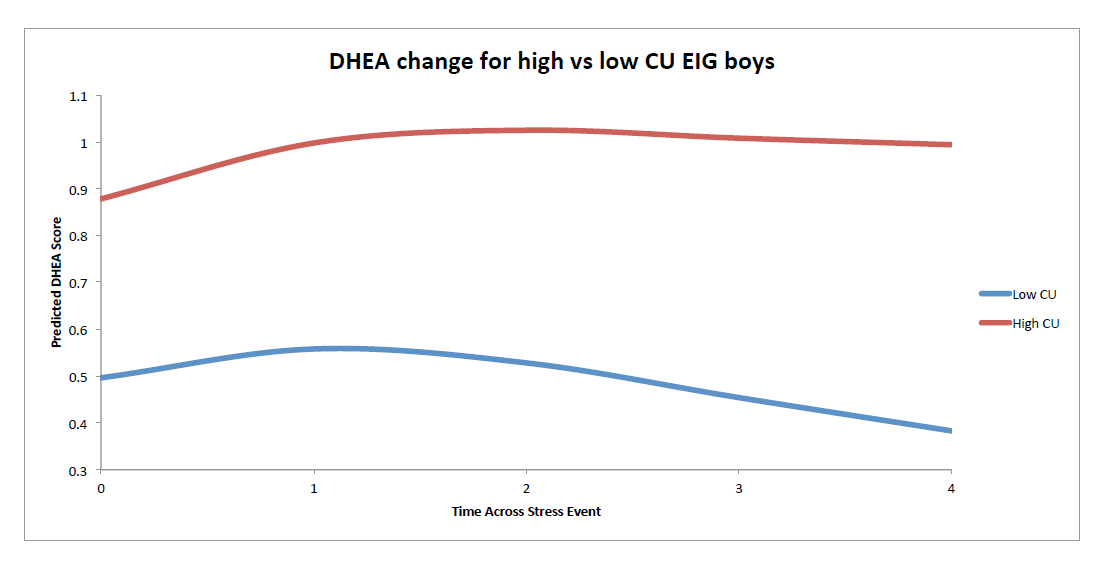 DHEA change for high vs low CU EIG boys
1.1
1
0.9
0.8
0.7
0.6
0.5
0.4
0.3
Predicted DHEA Score
0 1 2 3 4
Time Across Stress Event
Low CU
High CU